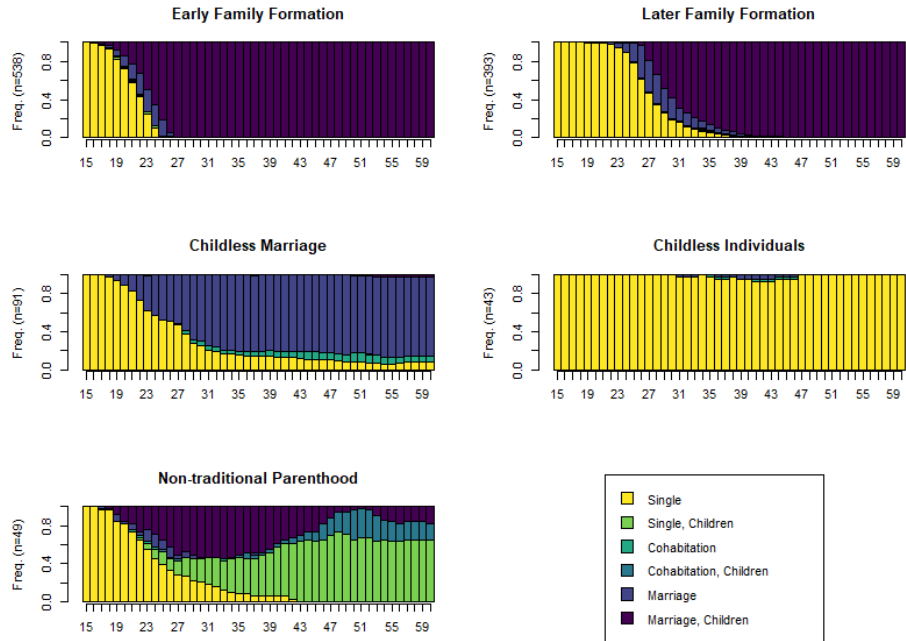 Early Family Formation
Freq. (n=538)
0.0 0.4 0.8
15 19 23 27 31 35 39 43 47 51 55 59
Later Family Formation
Freq. (n=393)
0.0 0.4 0.8
15 19 23 27 31 35 39 43 47 51 55 59
Childless Marriage
Freq. (n=91)
0.0 0.4 0.8
15 19 23 27 31 35 39 43 47 51 55 59
Childless Individuals
Freq. (n=43)
0.0 0.4 0.8
15 19 23 27 31 35 39 43 47 51 55 59
Non-traditional Parenthood
Freq. (n=49)
0.0 0.4 0.8
15 19 23 27 31 35 39 43 47 51 55 59
Single
Single, Children
Cohabitation
Cohabitation, Children
Marriage
Marriage, Children